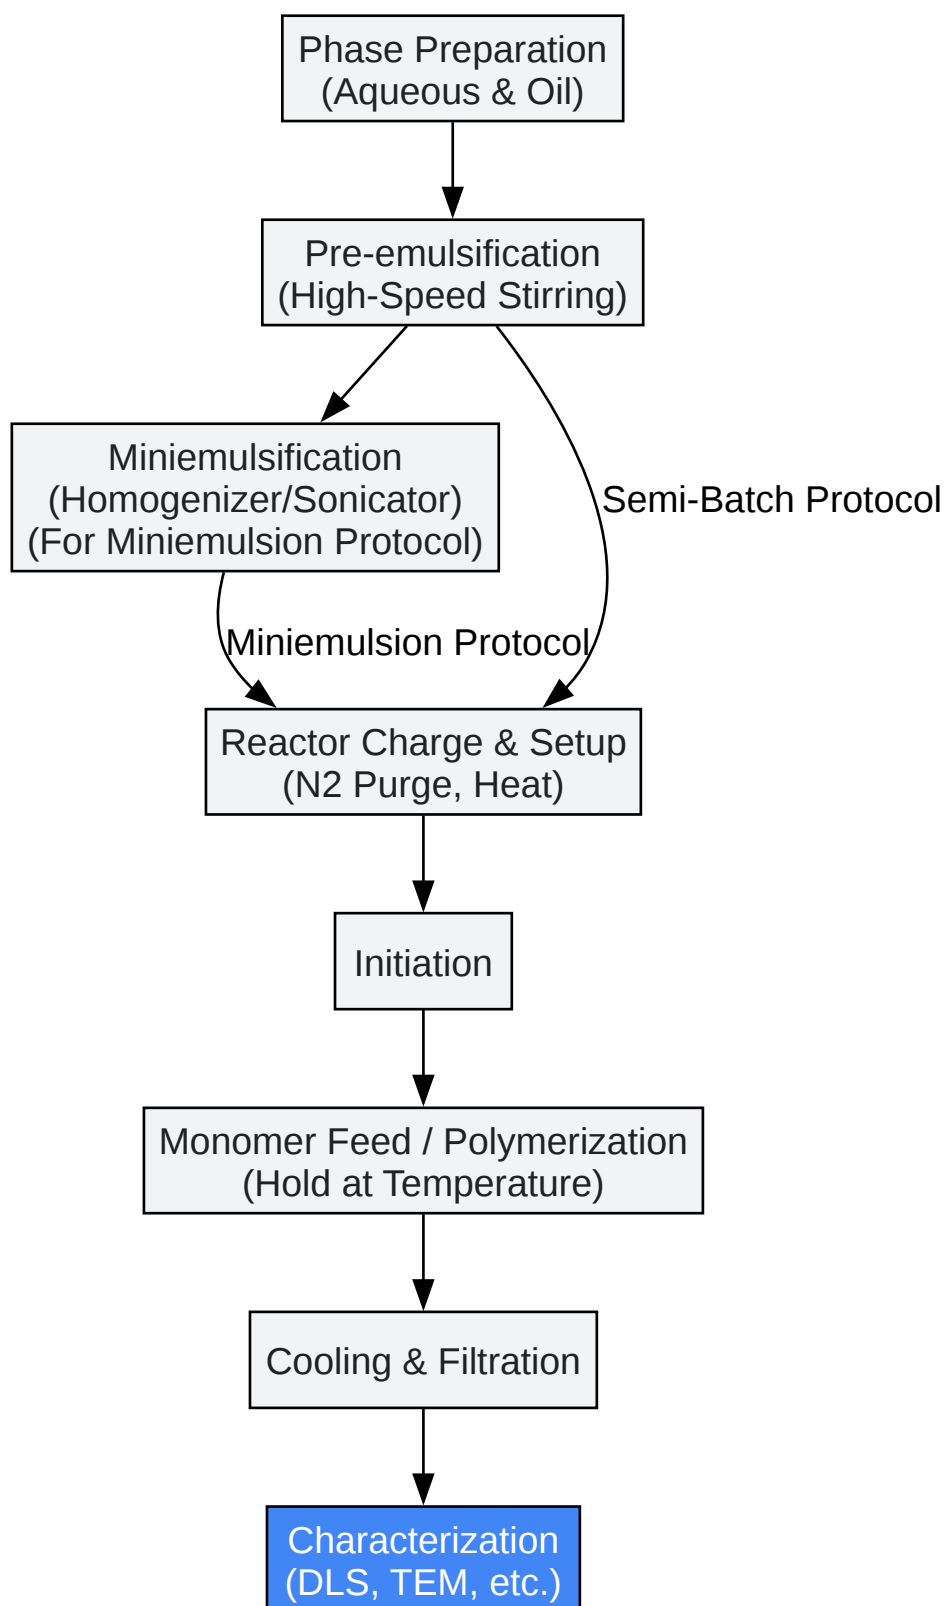 Phase Preparation
(Aqueous & Oil)
Pre-emulsification
(High-Speed Stirring)
Miniemulsification
(Homogenizer/Sonicator)
(For Miniemulsion Protocol)
Semi-Batch Protocol
Miniemulsion Protocol
Reactor Charge & Setup
(N2 Purge, Heat)
Initiation
Monomer Feed / Polymerization
(Hold at Temperature)
Cooling & Filtration
Characterization
(DLS, TEM, etc.)